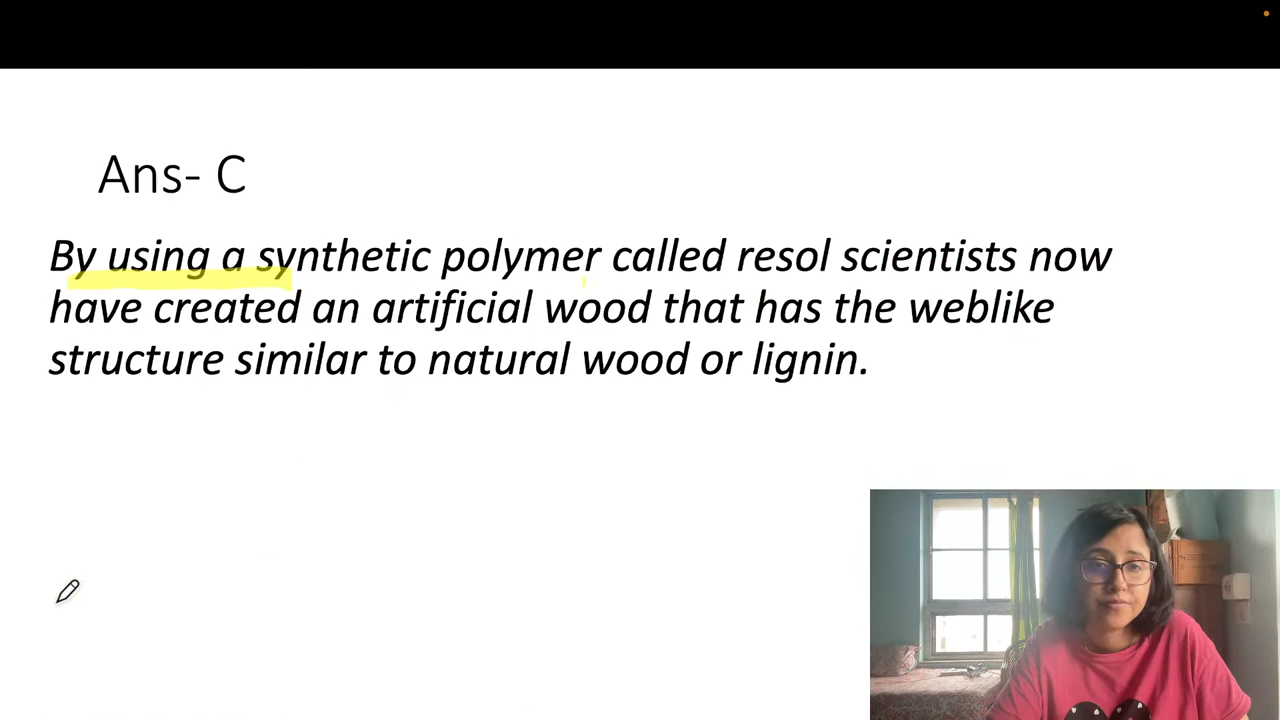 Ans- C
By using a synthetic polymer called resol scientists now
have created an artificial wood that has the weblike
structure similar to natural wood or lignin.